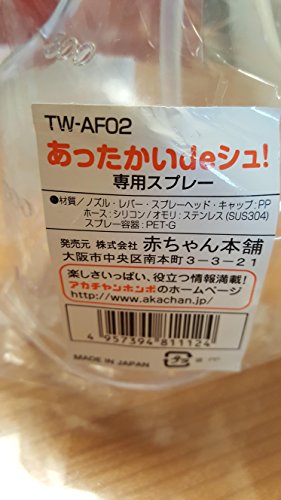 500
TW-AF02
あったかいdeシュ!
専用スプレー
●材質/ノズル・レバー・スプレーヘッド・キャップ:PP
ホース:シリコン/オモリ:ステンレス(SUS304)
スプレー容器:PET-G
発売元 株式会社 赤ちゃん本舗
大阪市中央区南本町3-3-21
楽しさいっぱい、役立つ情報満載!
アカチャンホンポのホームページ
http://www.akachan.jp/
4 957394 811124
MADE IN JAPAN